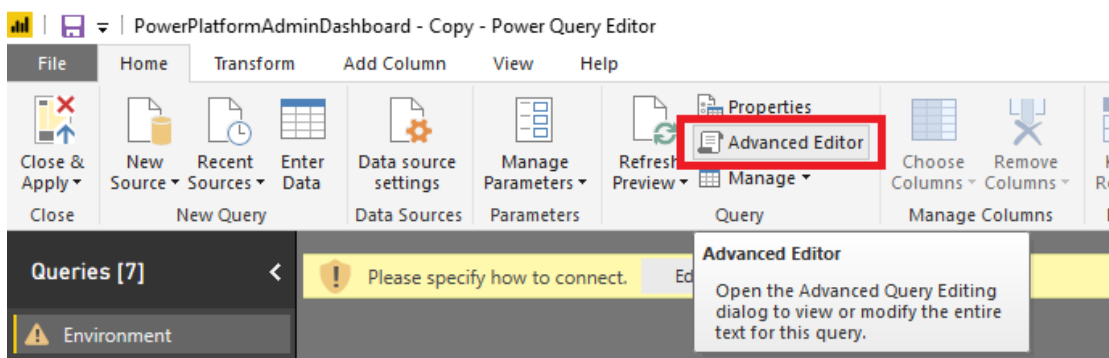 PowerPlatformAdminDashboard - Copy - Power Query Editor
File Home Transform Add Column View Help
Close & Apply
New Source
Recent Sources
Enter Data
Data source settings
Manage Parameters
Refresh Preview
Properties
Advanced Editor
Manage
Choose Columns
Remove Columns
Close New Query Data Sources Parameters Query Manage Columns
Queries [7]
Please specify how to connect.
Ed
Advanced Editor
Open the Advanced Query Editing
dialog to view or modify the entire
text for this query.
Environment